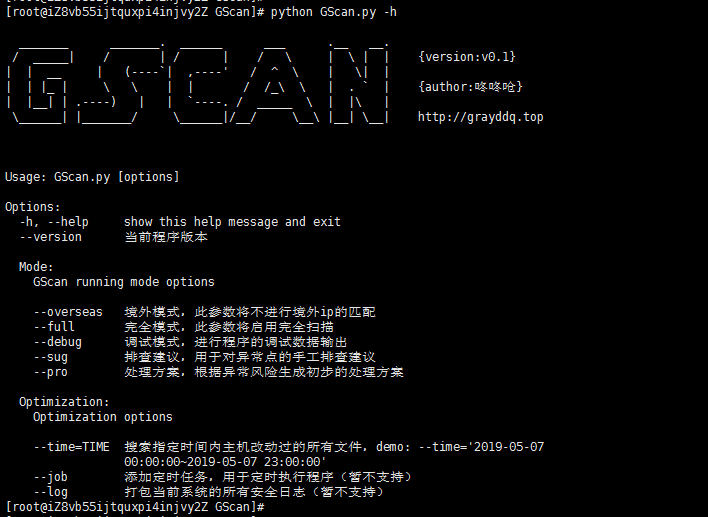 [root@iZ8vb55ijtquxpi4injvy2Z GScan]#
[root@iZ8vb55ijtquxpi4injvy2Z GScan]# python GScan.py -h
GSCAN
{version:v0.1}
{author:咚咚呛}
http://grayddq.top
Usage: GScan.py [options]
Options:
-h, --help show this help message and exit
--version 当前程序版本
Mode:
GScan running mode options
--overseas 境外模式, 此参数将不进行境外ip的匹配
--full 完全模式, 此参数将启用完全扫描
--debug 调试模式, 进行程序的调试数据输出
--sug 排查建议, 用于对异常点的手工排查建议
--pro 处理方案, 根据异常风险生成初步的处理方案
Optimization:
Optimization options
--time=TIME 搜索指定时间内主机改动过的所有文件, demo: --time='2019-05-07
00:00:00~2019-05-07 23:00:00'
--job 添加定时任务, 用于定时执行程序 (暂不支持)
--log 打包当前系统的所有安全日志 (暂不支持)
[root@iZ8vb55ijtquxpi4injvy2Z GScan]#